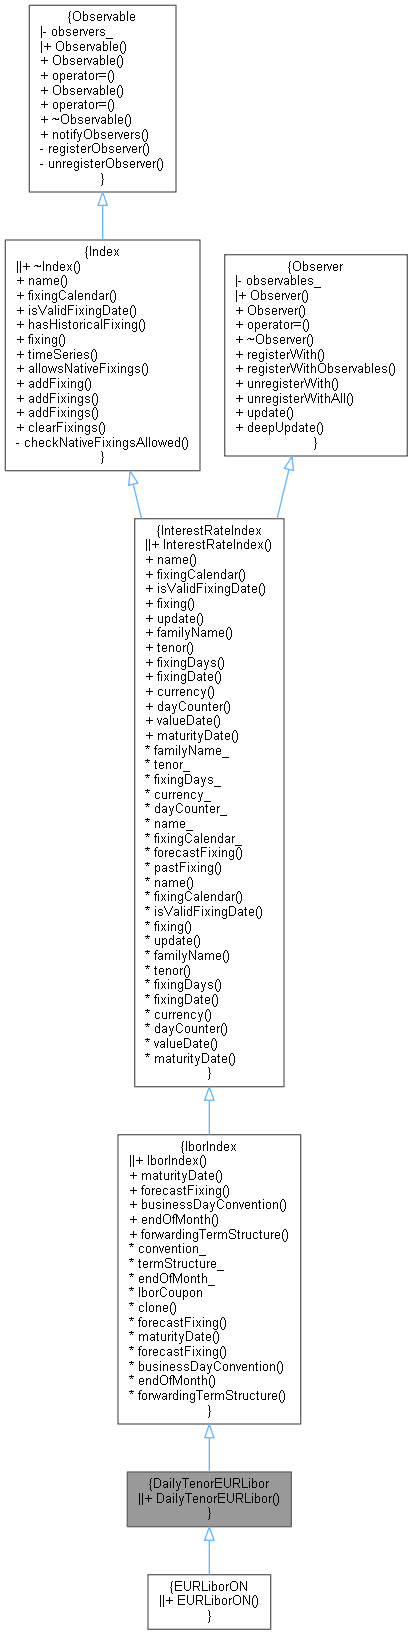 {Observable
|- observers_
|+ Observable()
+ Observable()
+ operator=()
+ Observable()
+ operator=()
+ ~Observable()
+ notifyObservers()
- registerObserver()
- unregisterObserver()
}
{Index
||+ ~Index()
+ name()
+ fixingCalendar()
+ isValidFixingDate()
+ hasHistoricalFixing()
+ fixing()
+ timeSeries()
+ allowsNativeFixings()
+ addFixing()
+ addFixings()
+ addFixings()
+ clearFixings()
- checkNativeFixingsAllowed()
}
{Observer
|- observables_
|+ Observer()
+ Observer()
+ operator=()
+ ~Observer()
+ registerWith()
+ registerWithObservables()
+ unregisterWith()
+ unregisterWithAll()
+ update()
+ deepUpdate()
}
{InterestRateIndex
||+ InterestRateIndex()
+ name()
+ fixingCalendar()
+ isValidFixingDate()
+ fixing()
+ update()
+ familyName()
+ tenor()
+ fixingDays()
+ fixingDate()
+ currency()
+ dayCounter()
+ valueDate()
+ maturityDate()
* familyName_
* tenor_
* fixingDays_
* currency_
* dayCounter_
* name_
* fixingCalendar_
* forecastFixing()
* pastFixing()
* name()
* fixingCalendar()
* isValidFixingDate()
* fixing()
* update()
* familyName()
* tenor()
* fixingDays()
* fixingDate()
* currency()
* dayCounter()
* valueDate()
* maturityDate()
}
{IborIndex
||+ IborIndex()
+ maturityDate()
+ forecastFixing()
+ businessDayConvention()
+ endOfMonth()
+ forwardingTermStructure()
* convention_
* termStructure_
* endOfMonth_
* IborCoupon
* clone()
* forecastFixing()
* maturityDate()
* forecastFixing()
* businessDayConvention()
* endOfMonth()
* forwardingTermStructure()
}
{DailyTenorEURLibor
||+ DailyTenorEURLibor()
}
{EURLiborON
||+ EURLiborON()
}